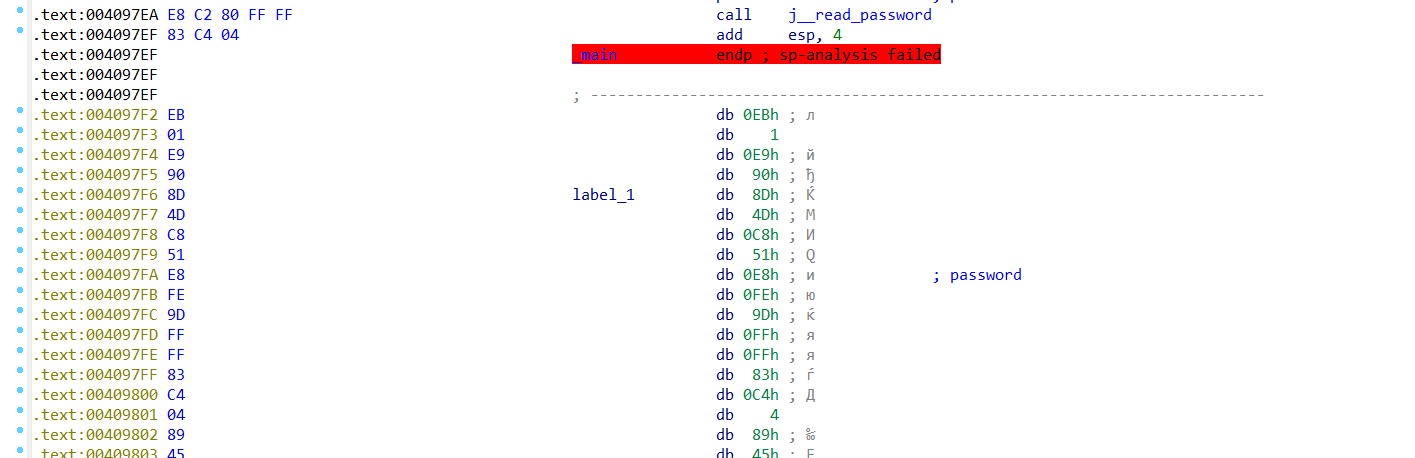 .text:004097EA E8 C2 80 FF FF call j__read_password
.text:004097EF 83 C4 04 add esp, 4
.text:004097EF _main endp ; sp-analysis failed
.text:004097EF
.text:004097EF ; ---------------------------------------------------------------------------
.text:004097F2 EB db 0EBh ; л
.text:004097F3 01 db 1
.text:004097F4 E9 db 0E9h ; й
.text:004097F5 90 db 90h ; ђ
.text:004097F6 8D label_1 db 8Dh ; Ќ
.text:004097F7 4D db 4Dh ; M
.text:004097F8 C8 db 0C8h ; И
.text:004097F9 51 db 51h ; Q
.text:004097FA E8 db 0E8h ; и ; password
.text:004097FB FE db 0FEh ; ю
.text:004097FC 9D db 9Dh ; ќ
.text:004097FD FF db 0FFh ; я
.text:004097FE FF db 0FFh ; я
.text:004097FF 83 db 83h ; ѓ
.text:00409800 C4 db 0C4h ; Д
.text:00409801 04 db 4
.text:00409802 89 db 89h ; ‰
.text:00409803 45 db 45h ; E